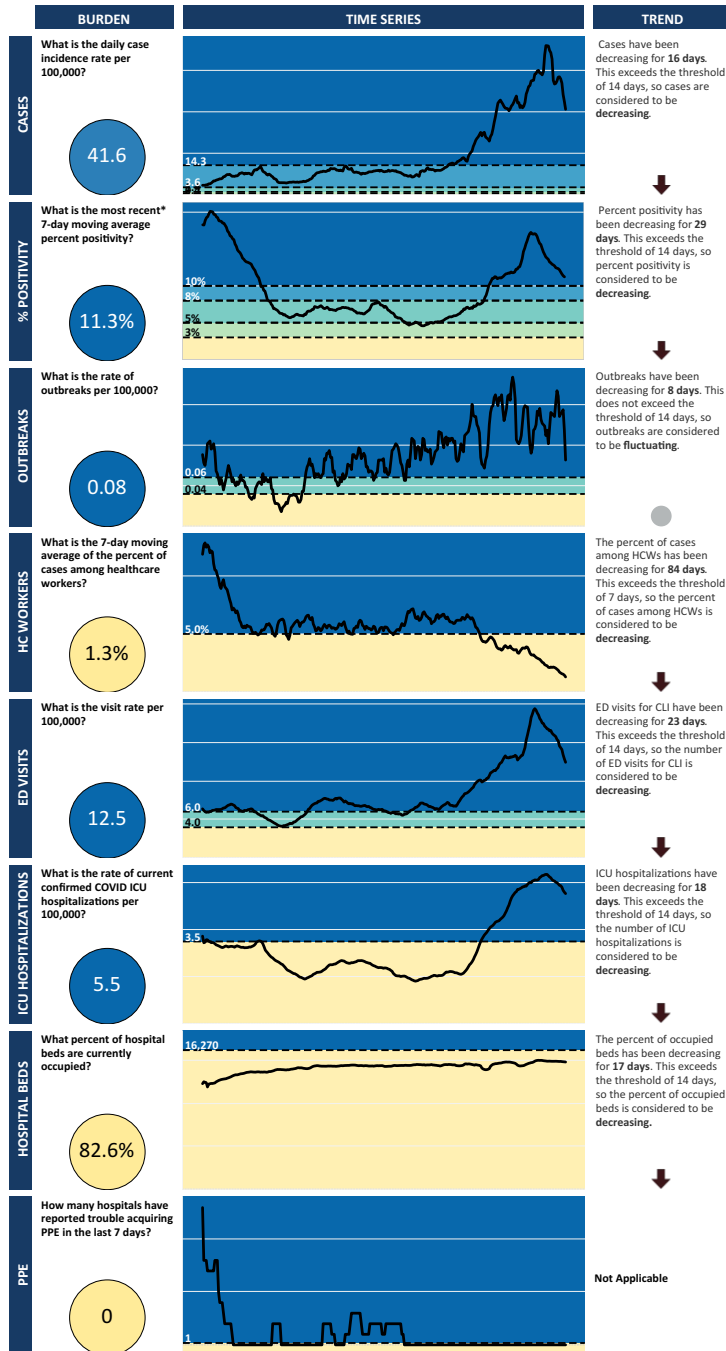 BURDEN
TIME SERIES
TREND
CASES
What is the daily case
incidence rate per
100,000?
41.6
14.3
3.6
Cases have been
decreasing for 16 days.
This exceeds the threshold
of 14 days, so cases are
considered to be
decreasing.
% POSITIVITY
What is the most recent*
7-day moving average
percent positivity?
11.3%
10%
8%
5%
3%
Percent positivity has
been decreasing for 29
days. This exceeds the
threshold of 14 days, so
percent positivity is
considered to be
decreasing.
OUTBREAKS
What is the rate of
outbreaks per 100,000?
0.08
0.06
0.04
Outbreaks have been
decreasing for 8 days. This
does not exceed the
threshold of 14 days, so
outbreaks are considered
to be fluctuating.
HC WORKERS
What is the 7-day moving
average of the percent of
cases among healthcare
workers?
1.3%
5.0%
The percent of cases
among HCWs has been
decreasing for 84 days.
This exceeds the threshold
of 7 days, so the percent
of cases among HCWs is
considered to be
decreasing.
ED VISITS
What is the visit rate per
100,000?
12.5
6.0
4.0
ED visits for CLI have been
decreasing for 23 days.
This exceeds the threshold
of 14 days, so the number
of ED visits for CLI is
considered to be
decreasing.
ICU HOSPITALIZATIONS
What is the rate of current
confirmed COVID ICU
hospitalizations per
100,000?
5.5
3.5
ICU hospitalizations have
been decreasing for 18
days. This exceeds the
threshold of 14 days, so
the number of ICU
hospitalizations is
considered to be
decreasing.
HOSPITAL BEDS
What percent of hospital
beds are currently
occupied?
82.6%
16,270
The percent of occupied
beds has been decreasing
for 17 days. This exceeds
the threshold of 14 days,
so the percent of occupied
beds is considered to be
decreasing.
PPE
How many hospitals have
reported trouble acquiring
PPE in the last 7 days?
0
1
Not Applicable